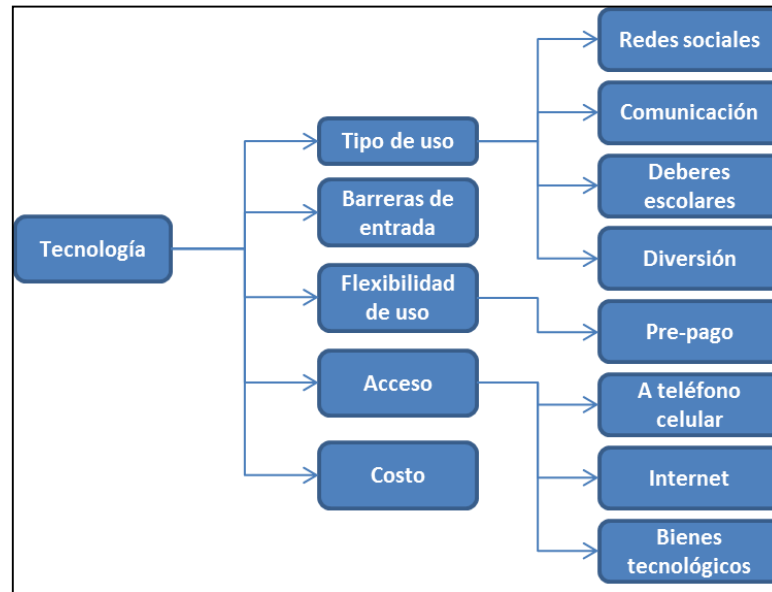 Tecnología
Tipo de uso
Barreras de
entrada
Flexibilidad
de uso
Acceso
Costo
Redes sociales
Comunicación
Deberes
escolares
Diversión
Pre-pago
A teléfono
celular
Internet
Bienes
tecnológicos